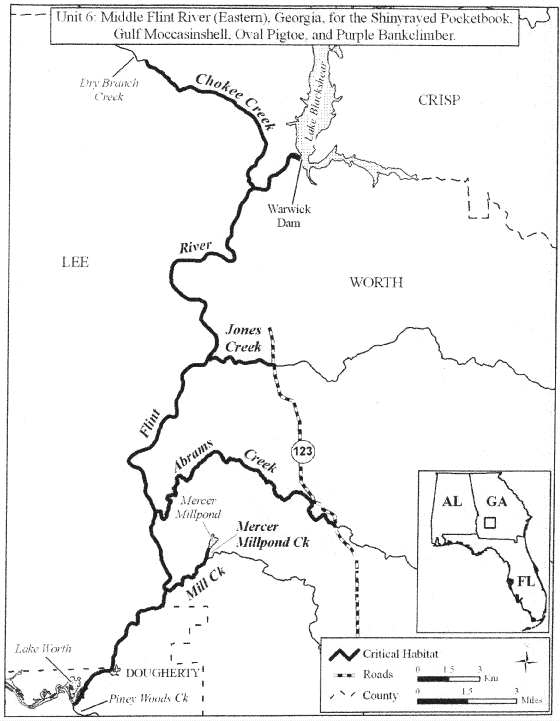 Unit 6: Middle Flint River (Eastern), Georgia, for the Shinyrayed Pocketbook,
Gulf Moccasinshell, Oval Pigtoe, and Purple Bankclimber.
Dry Branch
Creek
Chokee Creek
Lake Blackshear
CRISP
Warwick
Dam
LEE
River
WORTH
Jones
Creek
Flint
Abrams
Creek
123
Mercer
Millpond
Mercer
Millpond Ck
Mill Ck
AL
GA
FL
Lake Worth
DOUGHERTY
Piney Woods Ck
Critical Habitat
Roads
County
N
0 1.5 3
Km
0 1.5 3
Miles